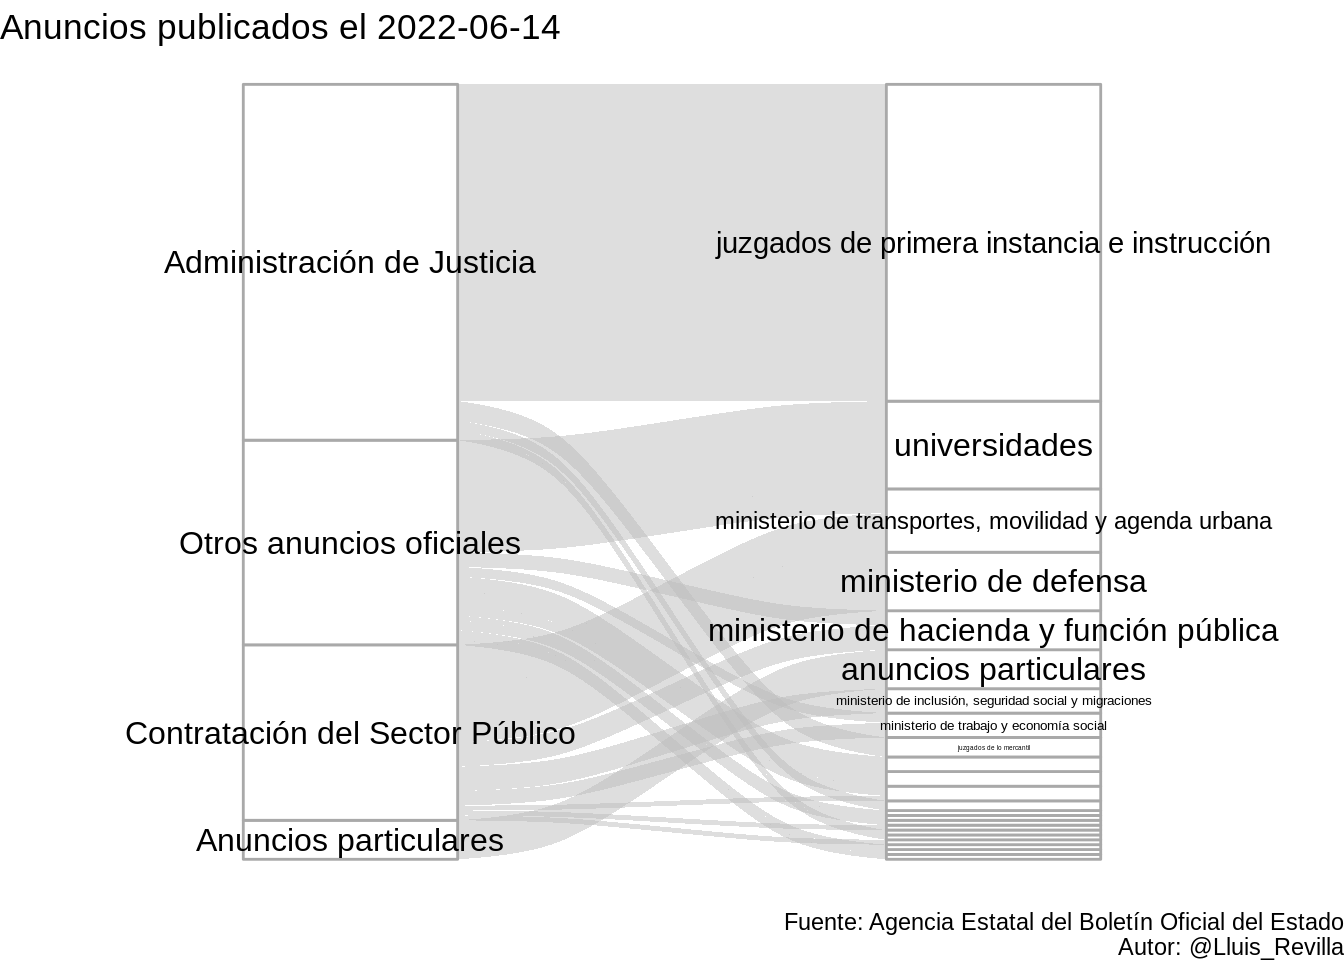 Anuncios publicados el 2022-06-14
Administración de Justicia
Otros anuncios oficiales
Contratación del Sector Público
Anuncios particulares
juzgados de primera instancia e instrucción
universidades
ministerio de transportes, movilidad y agenda urbana
ministerio de defensa
ministerio de hacienda y función pública
anuncios particulares
ministerio de inclusión, seguridad social y migraciones
ministerio de trabajo y economía social
juzgados de lo mercantil
Fuente: Agencia Estatal del Boletín Oficial del Estado
Autor: @Lluis_Revilla